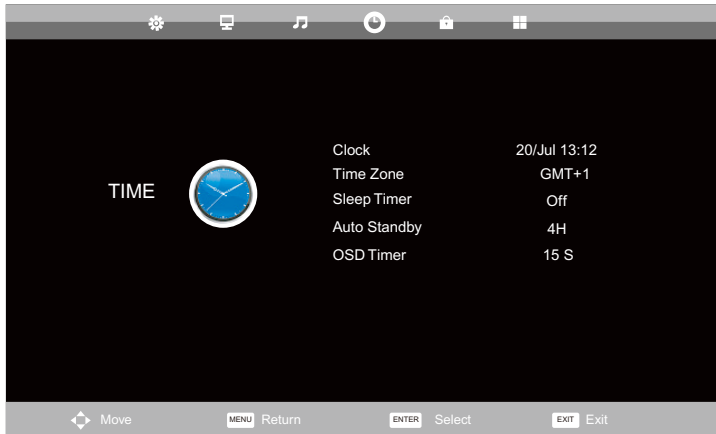 TIME
Clock 20/Jul 13:12
Time Zone GMT+1
Sleep Timer Off
Auto Standby 4H
OSD Timer 15 S
Move MENU Return ENTER Select EXIT Exit